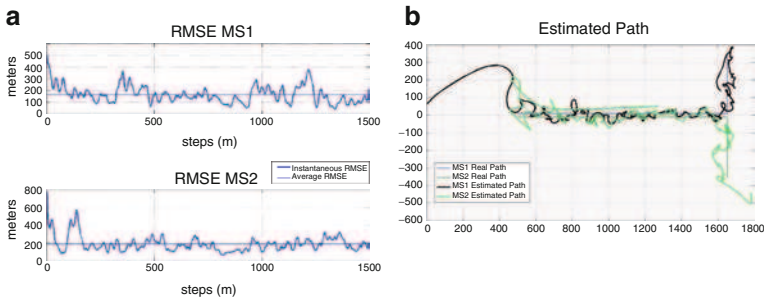 a
RMSE MS1
meters
500
400
300
200
100
0
0
500
1000
1500
steps (m)
Instantaneous RMSE
Average RMSE
RMSE MS2
meters
800
600
400
200
0
0
500
1000
1500
steps (m)
b
Estimated Path
400
300
200
100
0
−100
−200
−300
−400
−500
−600
MS1 Real Path
MS2 Real Path
MS1 Estimated Path
MS2 Estimated Path
0
200
400
600
800
1000
1200
1400
1600
1800